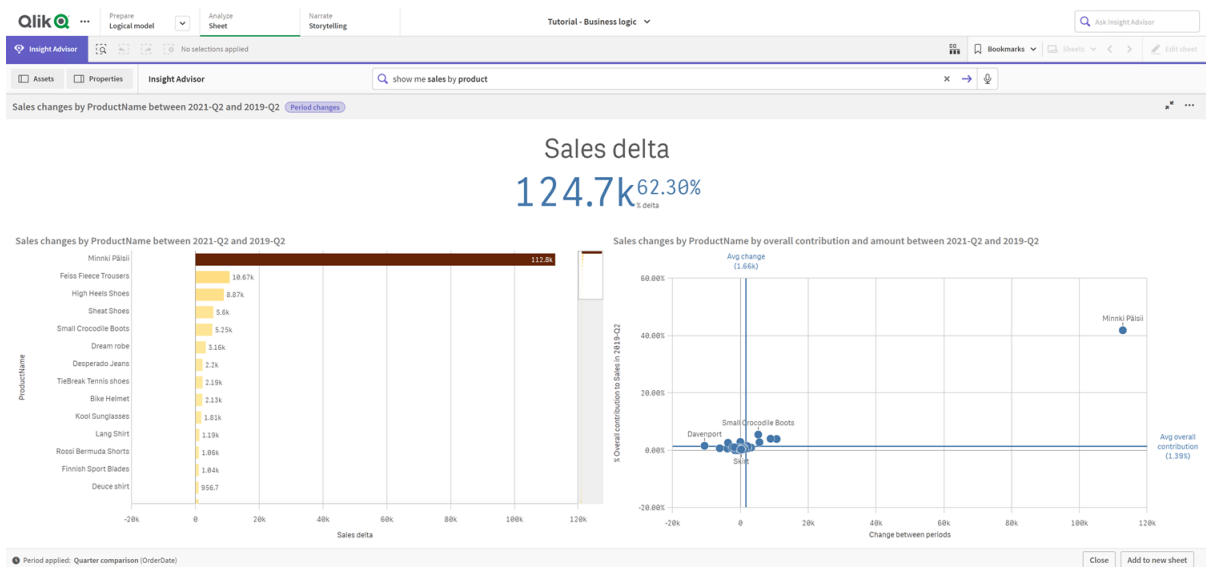 Qlik
Prepare
Logical model
Analyze
Sheet
Narrate
Storytelling
Tutorial - Business logic
Ask Insight Advisor
Insight Advisor
No selections applied
Bookmarks
Sheets
Edit sheet
Assets
Properties
Insight Advisor
show me sales by product
Sales changes by ProductName between 2021-Q2 and 2019-Q2
Period changes
Sales delta
124.7k
62.30%
% delta
Sales changes by ProductName between 2021-Q2 and 2019-Q2
ProductName
Minnki Pälsii 112.8k
Feiss Fleece Trousers 10.67k
High Heels Shoes 8.87k
Sheat Shoes 5.6k
Small Crocodile Boots 5.25k
Dream robe 3.16k
Desperado Jeans 2.2k
TieBreak Tennis shoes 2.19k
Bike Helmet 2.13k
Kool Sunglasses 1.81k
Lang Shirt 1.19k
Rossi Bermuda Shorts 1.06k
Finnish Sport Blades 1.04k
Deuce shirt 956.7
-20k 0 20k 40k 60k 80k 100k 120k
Sales delta
Sales changes by ProductName by overall contribution and amount between 2021-Q2 and 2019-Q2
Avg change
(1.66k)
% Overall contribution to Sales in 2019-Q2
60.00%
Minnki Pälsii
40.00%
20.00%
Small Crocodile Boots
Davenport
0.00%
Skirt
Avg overall
contribution
(1.39%)
-20.00%
-20k 0 20k 40k 60k 80k 100k 120k
Change between periods
Period applied: Quarter comparison (OrderDate)
Close
Add to new sheet